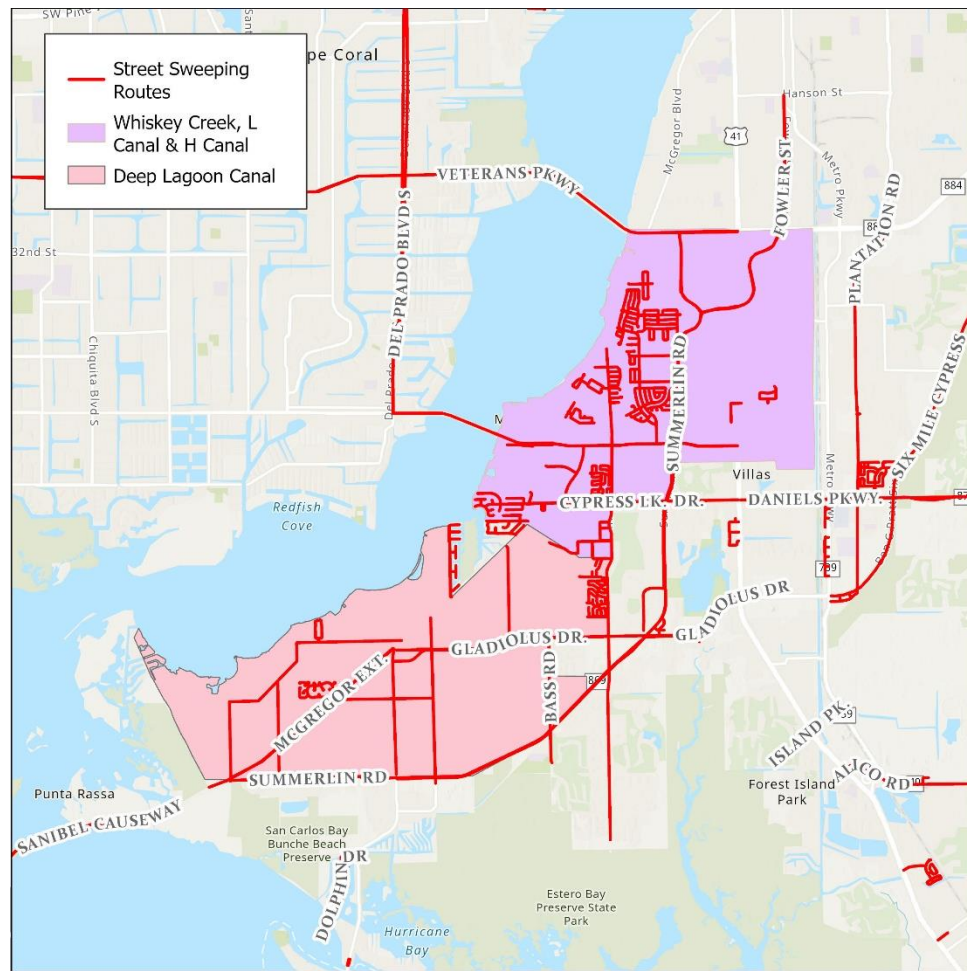 SW Pine
pe Coral
Street Sweeping
Routes
Whiskey Creek, L
Canal & H Canal
Deep Lagoon Canal
Hanson St
McGregor Blvd
41
FOWLER ST
Metro Pkwy
884
VETERANS PKWY
PLANTATION RD
32nd St
DEL PRADO BLVD S
Chiquita Blvd S
Del Prado
SUMMERLIN RD
SIX MILE CYPRESS
M
Villas
Metro
CYPRESS LK. DR.
DANIELS PKWY.
87
Redfish
Cove
739
GLADIOLUS DR.
GLADIOLUS DR
MCGREGOR EXT.
BASS RD
869
ISLAND PK.
SUMMERLIN RD
ALICO RD
Punta Rassa
Forest Island
Park
SANIBEL CAUSEWAY
San Carlos Bay
Bunche Beach
Preserve
DOLPHIN DR
Estero Bay
Preserve State
Park
Hurricane
Bay